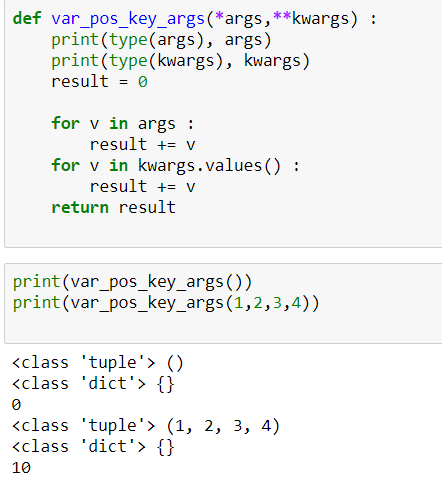 def var_pos_key_args(*args,**kwargs) :
    print(type(args), args)
    print(type(kwargs), kwargs)
    result = 0

    for v in args :
        result += v
    for v in kwargs.values() :
        result += v
    return result

print(var_pos_key_args())
print(var_pos_key_args(1,2,3,4))

<class 'tuple'> ()
<class 'dict'> {}
0
<class 'tuple'> (1, 2, 3, 4)
<class 'dict'> {}
10